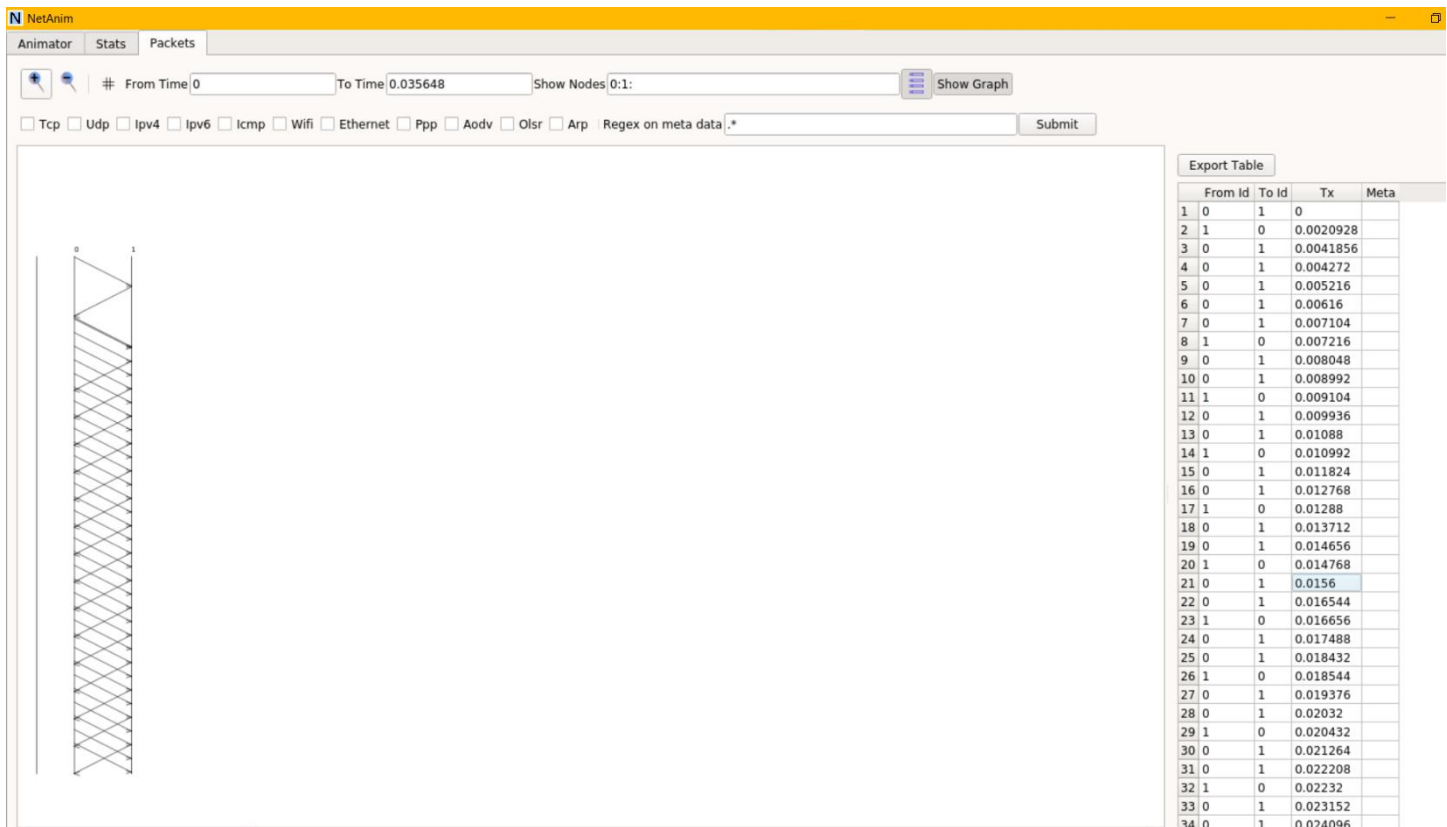 NetAnim
Animator Stats Packets
# From Time 0 To Time 0.035648 Show Nodes 0:1: Show Graph
Tcp Udp Ipv4 Ipv6 Icmp Wifi Ethernet Ppp Aodv Olsr Arp Regex on meta data .* Submit
Export Table
From Id To Id Tx Meta
0 1
1 0 1 0
2 1 0 0.0020928
3 0 1 0.0041856
4 0 1 0.004272
5 0 1 0.005216
6 0 1 0.00616
7 0 1 0.007104
8 1 0 0.007216
9 0 1 0.008048
10 0 1 0.008992
11 1 0 0.009104
12 0 1 0.009936
13 0 1 0.01088
14 1 0 0.010992
15 0 1 0.011824
16 0 1 0.012768
17 1 0 0.01288
18 0 1 0.013712
19 0 1 0.014656
20 1 0 0.014768
21 0 1 0.0156
22 0 1 0.016544
23 1 0 0.016656
24 0 1 0.017488
25 0 1 0.018432
26 1 0 0.018544
27 0 1 0.019376
28 0 1 0.02032
29 1 0 0.020432
30 0 1 0.021264
31 0 1 0.022208
32 1 0 0.02232
33 0 1 0.023152
34 0 1 0.024096